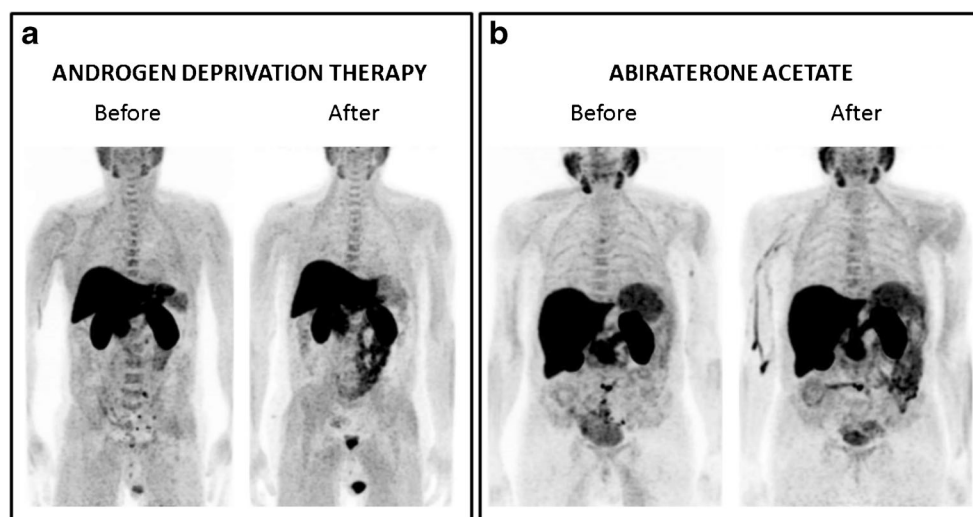 a
ANDROGEN DEPRIVATION THERAPY
Before After
b
ABIRATERONE ACETATE
Before After